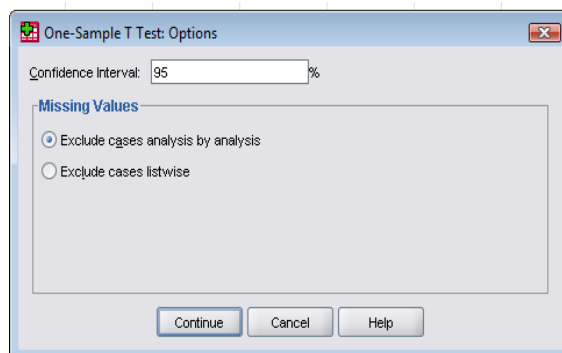 One-Sample T Test: Options
Confidence Interval: 95 %
Missing Values
Exclude cases analysis by analysis
Exclude cases listwise
Continue Cancel Help